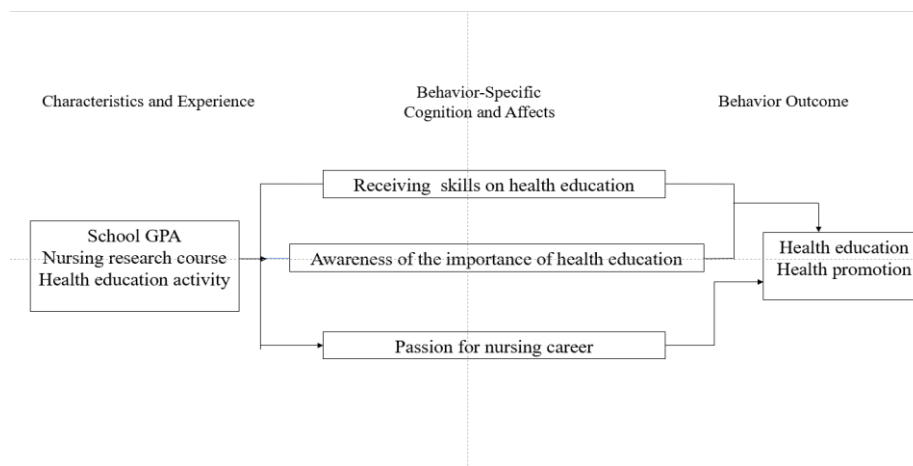 Characteristics and Experience
Behavior-Specific
Cognition and Affects
Behavior Outcome
Receiving skills on health education
School GPA
Nursing research course
Health education activity
Awareness of the importance of health education
Health education
Health promotion
Passion for nursing career